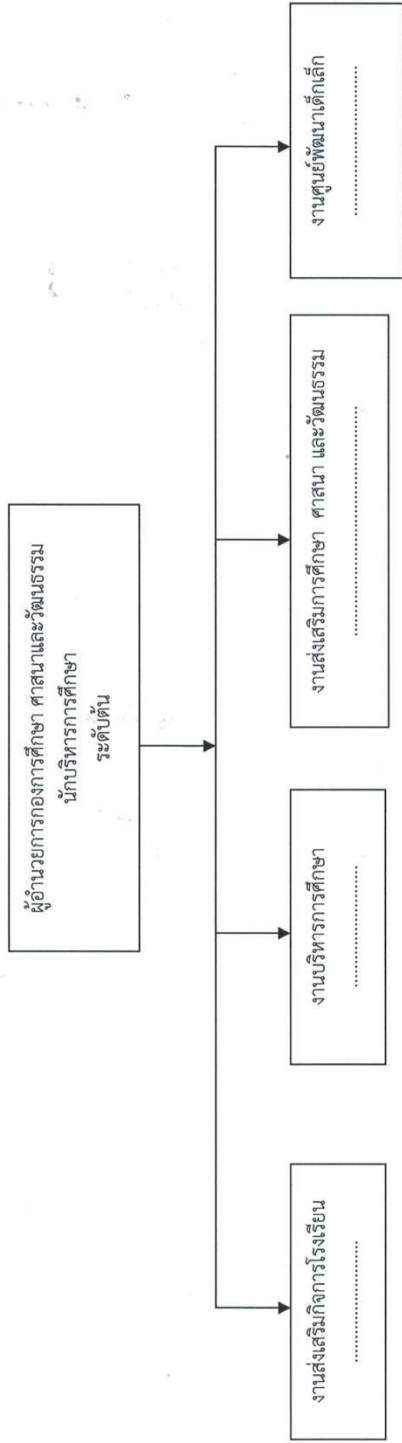 ผู้อำนวยการกองการศึกษา ศาสนาและวัฒนธรรม
นักบริหารการศึกษา
ระดับต้น
งานส่งเสริมกิจการโรงเรียน
................................
งานบริหารการศึกษา
................................
งานส่งเสริมการศึกษา ศาสนา และวัฒนธรรม
................................................................
งานศูนย์พัฒนาเด็กเล็ก
................................